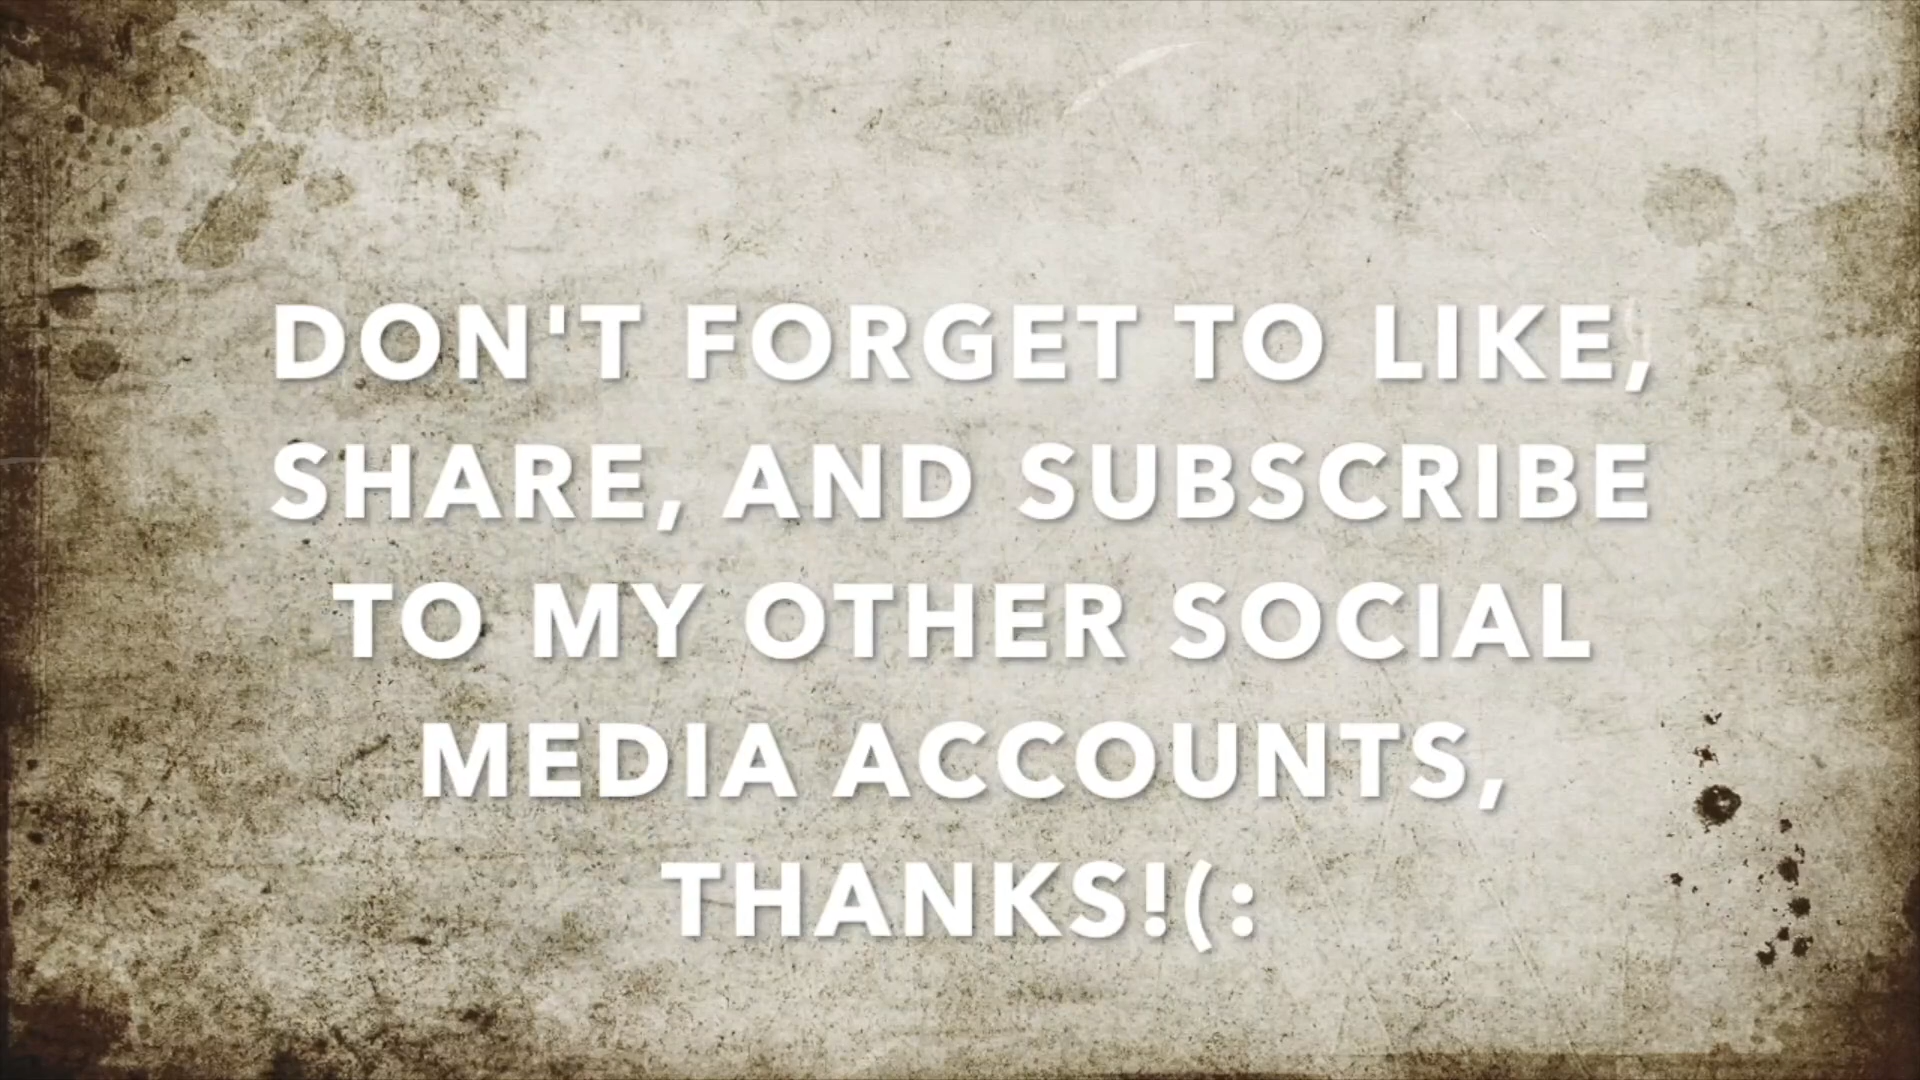 DON'T FORGET TO LIKE,
SHARE, AND SUBSCRIBE
TO MY OTHER SOCIAL
MEDIA ACCOUNTS,
THANKS!(: